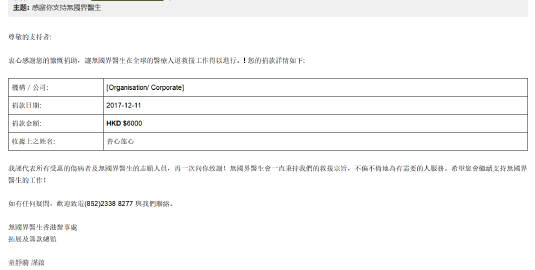 主題: 感謝你支持無國界醫生
尊敬的支持者:
衷心感謝您的慷慨捐助，讓無國界醫生在全球的醫療人道救援工作得以進行。! 您的捐款詳情如下:
機構 / 公司: [Organisation/ Corporate]
捐款日期: 2017-12-11
捐款金額: HKD $6000
收據上之姓名: 善心蓮心
我謹代表所有受惠的傷病者及無國界醫生的志願人員，再一次向你致謝！無國界醫生會一直秉持我們的救援宗旨，不偏不倚地為有需要的人服務。希望您會繼續支持無國界
醫生的工作！
如有任何疑問，歡迎致電(852)2338 8277 與我們聯絡。
無國界醫生香港辦事處
拓展及籌款總監
童靜瀾 謹啟